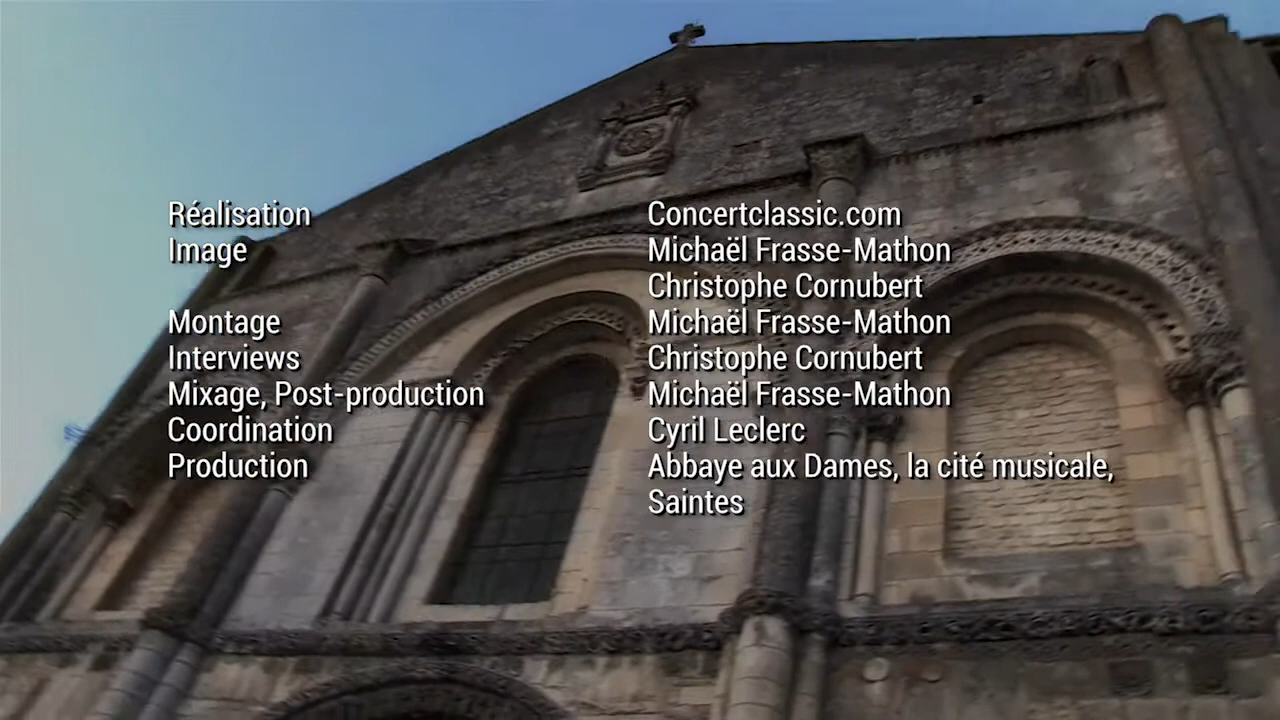 Réalisation Concertclassic.com
Image Michaël Frasse-Mathon
Christophe Cornubert
Montage Michaël Frasse-Mathon
Interviews Christophe Cornubert
Mixage, Post-production Michaël Frasse-Mathon
Coordination Cyril Leclerc
Production Abbaye aux Dames, la cité musicale,
Saintes